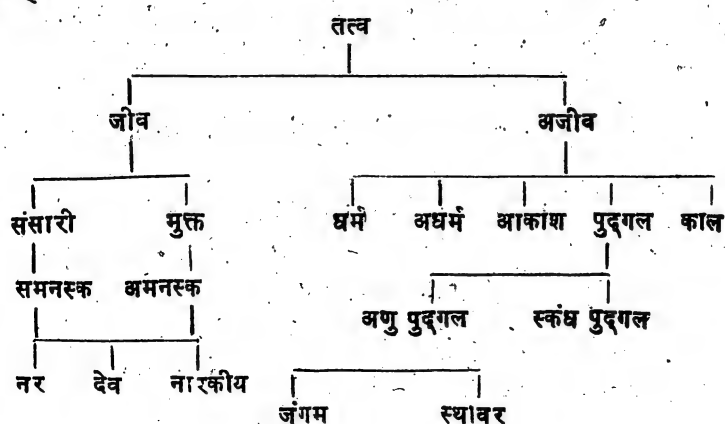 तत्व
जीव अजीव
संसारी मुक्त धर्म अधर्म आकाश पुद्गल काल
समनस्क अमनस्क
अणु पुद्गल स्कंध पुद्गल
नर देव नारकीय
जंगम स्थावर